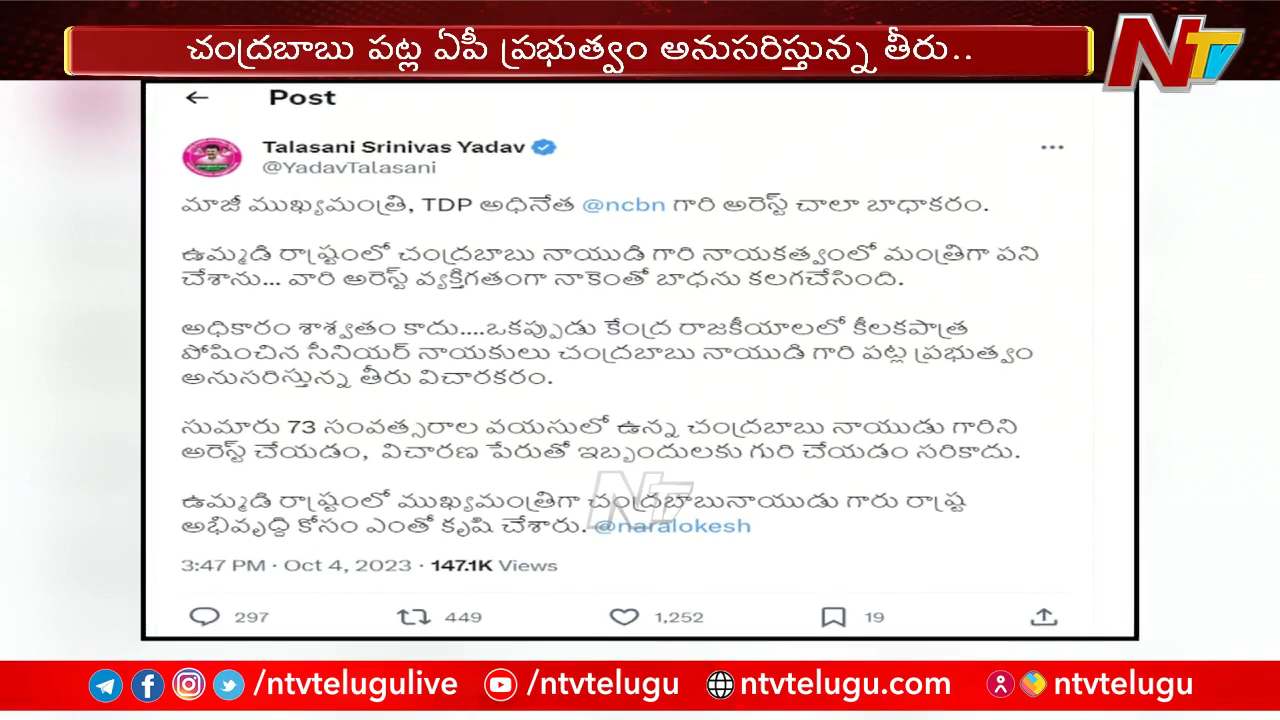 చంద్రబాబు పట్ల ఏపీ ప్రభుత్వం అనుసరిస్తున్న తీరు..
NTV
← Post
Talasani Srinivas Yadav
@YadavTalasani
మాజీ ముఖ్యమంత్రి, TDP అధినేత @ncbn గారి అరెస్ట్ చాలా బాధాకరం.
ఉమ్మడి రాష్ట్రంలో చంద్రబాబు నాయుడి గారి నాయకత్వంలో మంత్రిగా పని
చేశాను... వారి అరెస్ట్ వ్యక్తిగతంగా నాకెంతో బాధను కలగచేసింది.
అధికారం శాశ్వతం కాదు....ఒకప్పుడు కేంద్ర రాజకీయాలలో కీలకపాత్ర
పోషించిన సీనియర్ నాయకులు చంద్రబాబు నాయుడి గారి పట్ల ప్రభుత్వం
అనుసరిస్తున్న తీరు విచారకరం.
సుమారు 73 సంవత్సరాల వయసులో ఉన్న చంద్రబాబు నాయుడు గారిని
అరెస్ట్ చేయడం, విచారణ పేరుతో ఇబ్బందులకు గురి చేయడం సరికాదు.
ఉమ్మడి రాష్ట్రంలో ముఖ్యమంత్రిగా చంద్రబాబునాయుడు గారు రాష్ట్ర
అభివృద్ధి కోసం ఎంతో కృషి చేశారు. @naralokesh
NTV
3:47 PM · Oct 4, 2023 · 147.1K Views
297 449 1,252 19
/ntvtelugulive /ntvtelugu ntvtelugu.com ntvtelugu